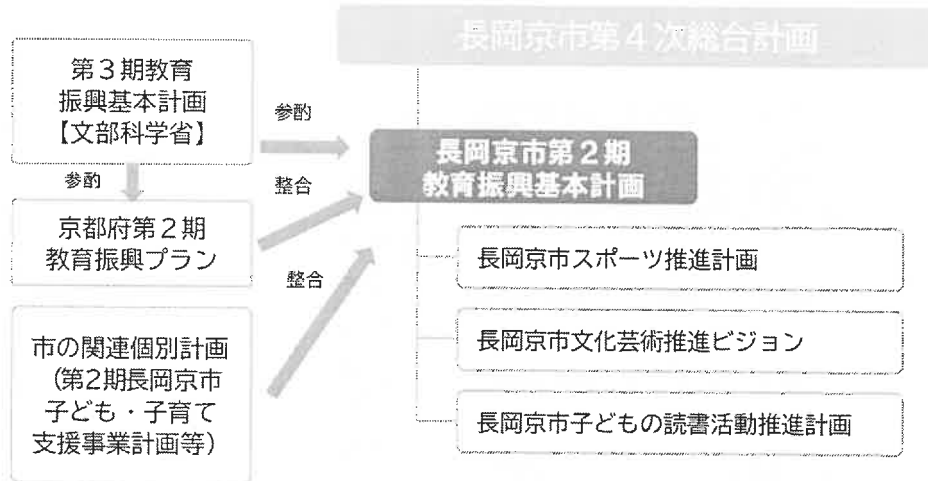 長岡京市第４次総合計画
第３期教育
振興基本計画
【文部科学省】
参酌
参酌
長岡京市第２期
教育振興基本計画
整合
京都府第２期
教育振興プラン
整合
市の関連個別計画
（第2期長岡京市
子ども・子育て
支援事業計画等）
長岡京市スポーツ推進計画
長岡京市文化芸術推進ビジョン
長岡京市子どもの読書活動推進計画